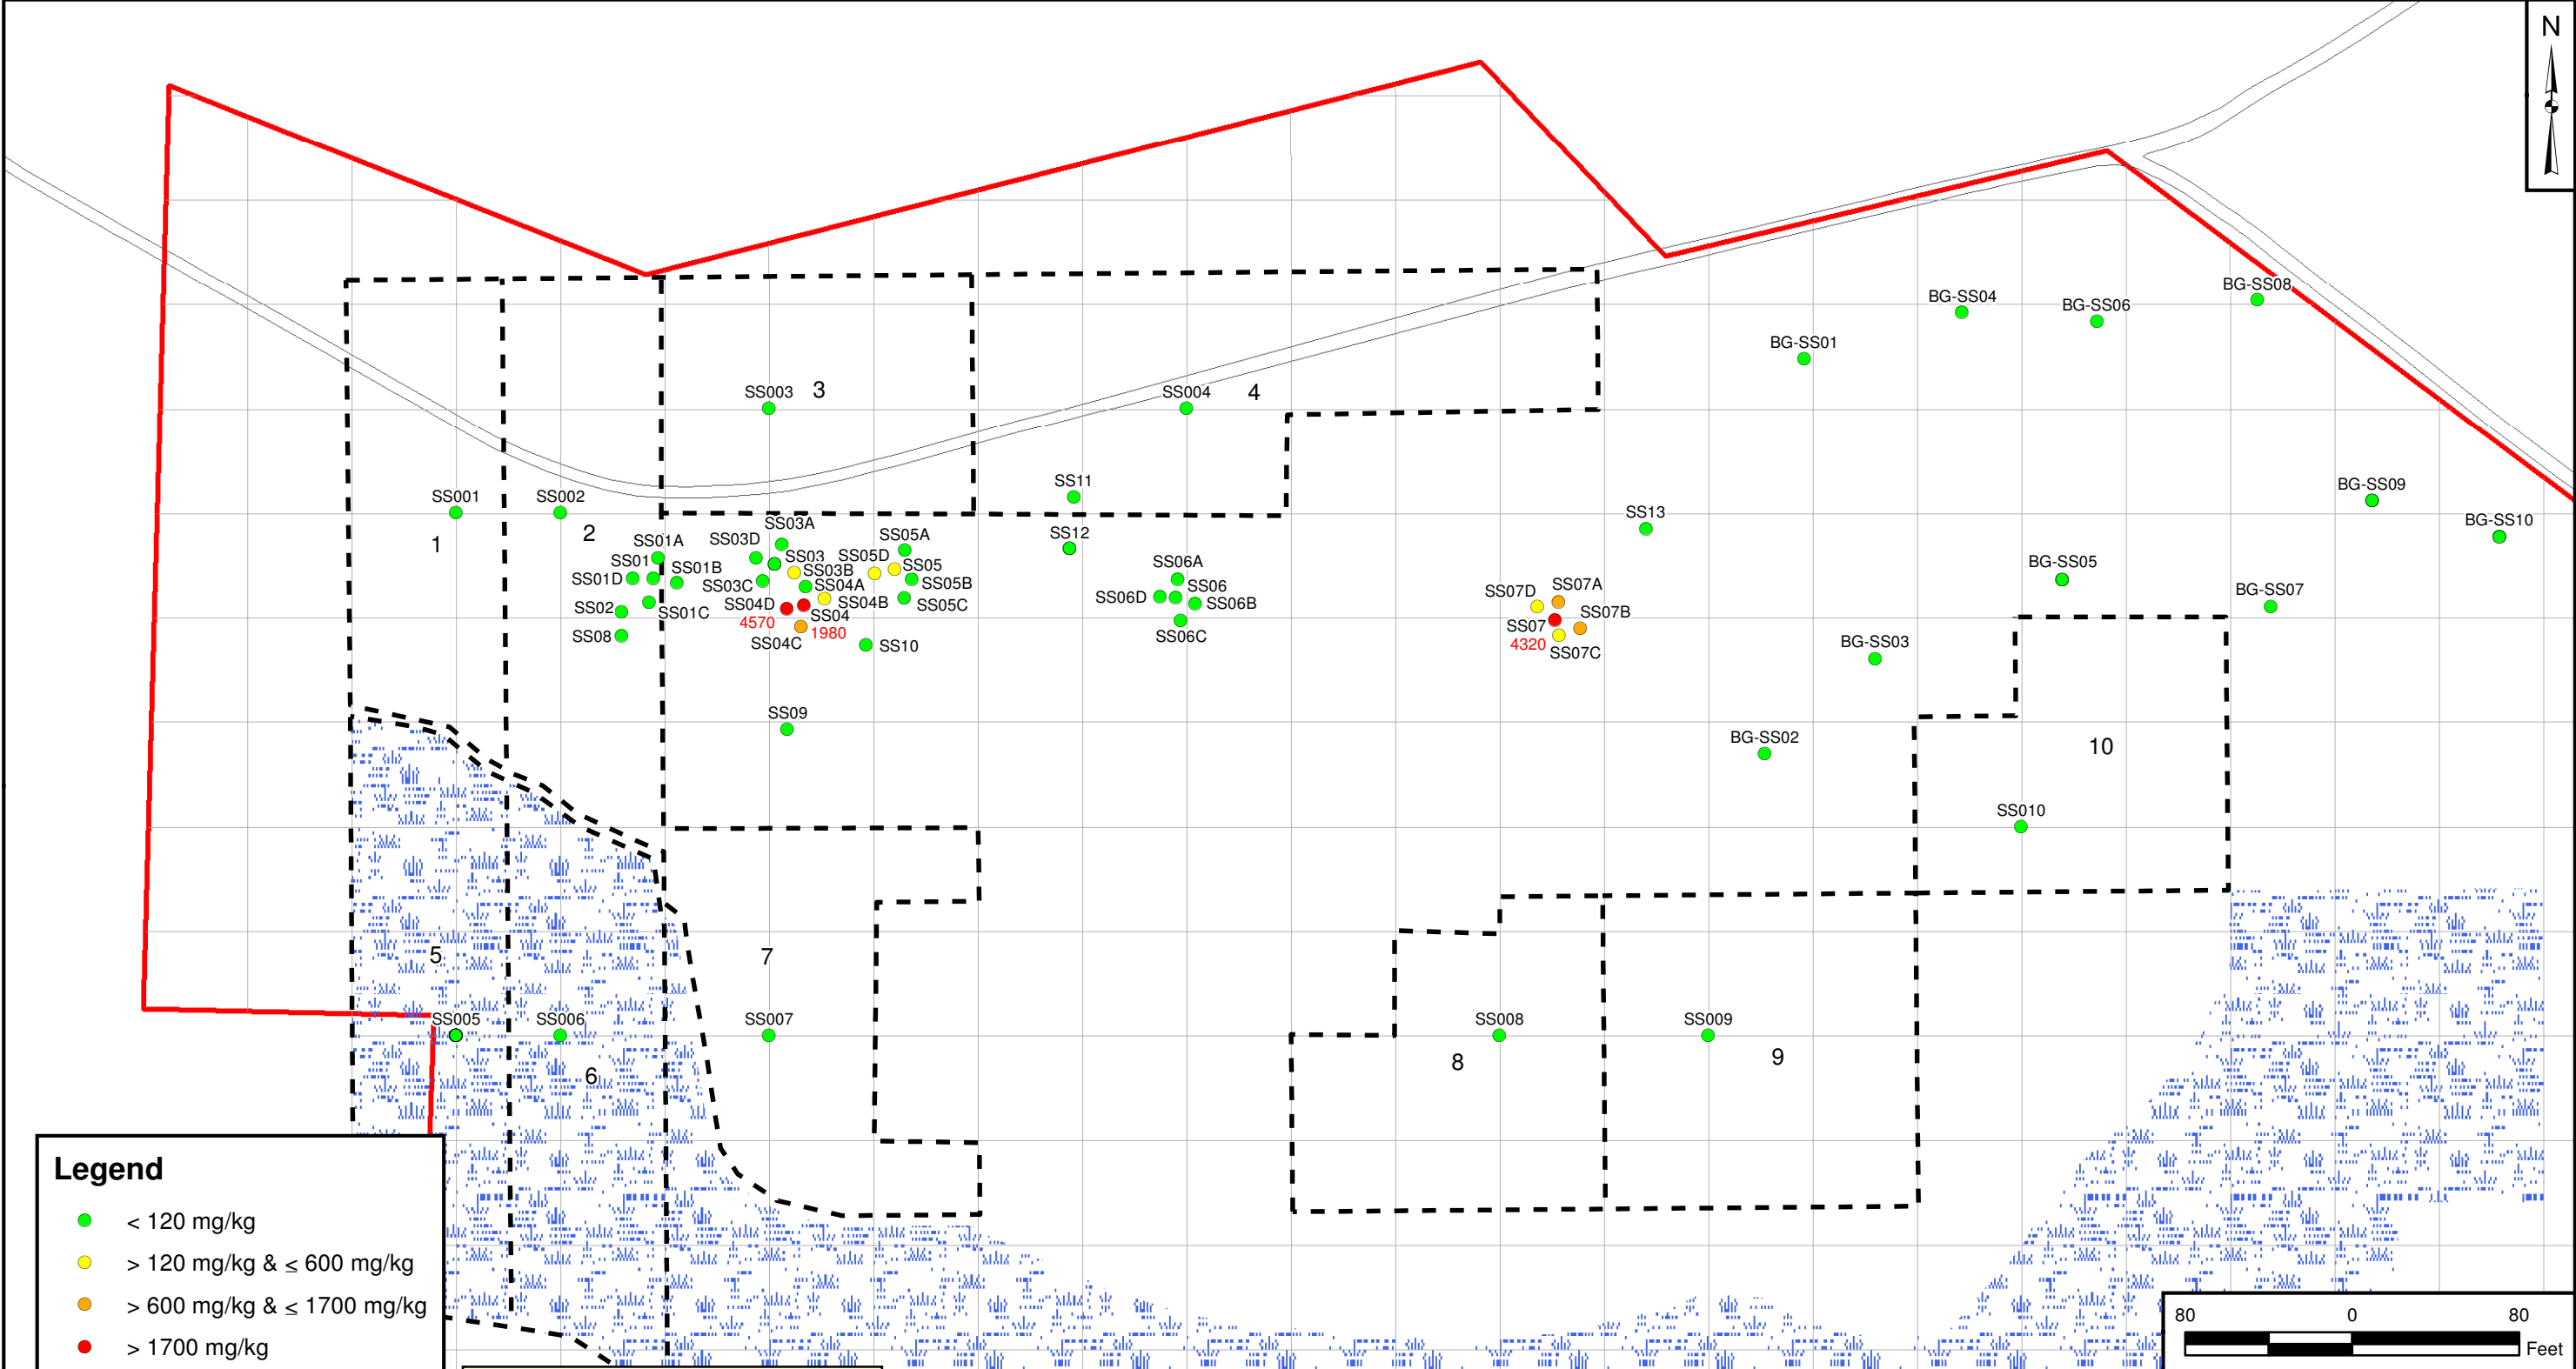 N
BG-SS08
BG-SS04
BG-SS06
BG-SS01
SS003
3
SS004
4
SS11
BG-SS09
SS001
SS002
SS13
BG-SS10
1
2
SS03A
SS12
SS01A
SS03D
SS05A
SS01
SS03
SS05D
SS05
BG-SS05
SS06A
SS01D
SS01B
SS03C
SS03B
SS04A
SS05B
SS06
SS07D
SS07A
BG-SS07
SS02
SS01C
SS04D
SS04B
SS05C
SS06D
SS06B
SS07B
4570
SS04
1980
SS07
4320
SS08
SS04C
SS10
SS06C
SS07C
BG-SS03
SS09
BG-SS02
10
SS010
5
7
SS005
SS006
SS007
SS008
SS009
6
8
9
Legend
< 120 mg/kg
> 120 mg/kg & ≤ 600 mg/kg
> 600 mg/kg & ≤ 1700 mg/kg
> 1700 mg/kg
80 0 80
Feet